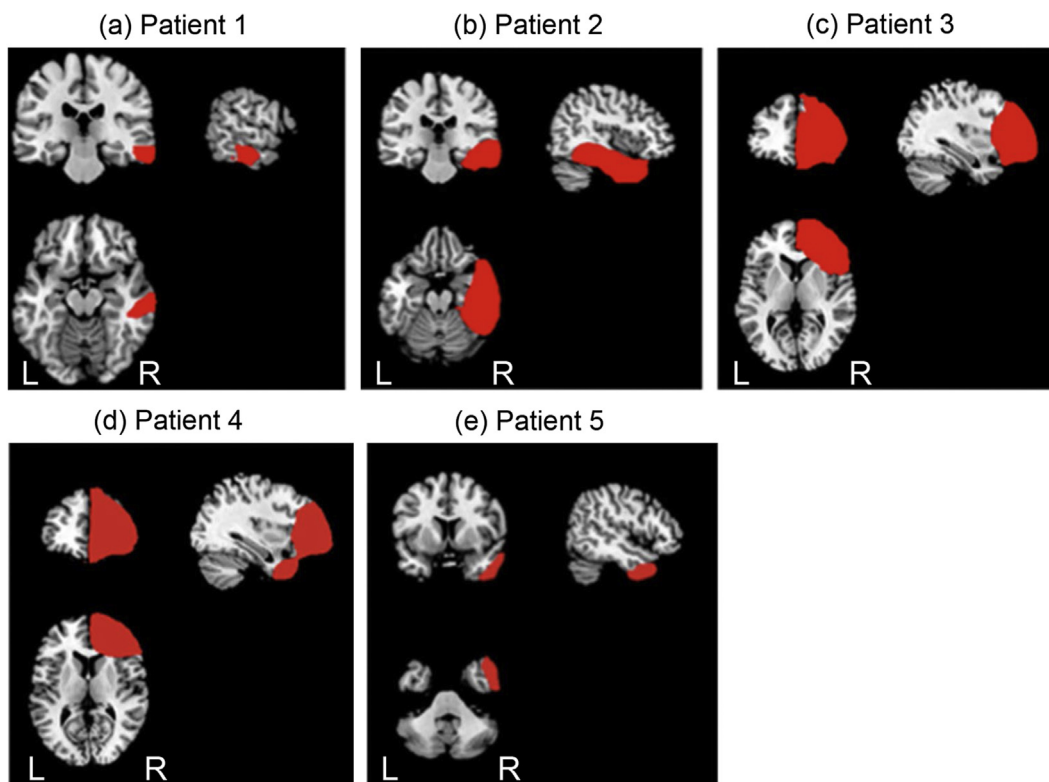 (a) Patient 1
(b) Patient 2
(c) Patient 3
L R
L R
L R
(d) Patient 4
(e) Patient 5
L R
L R